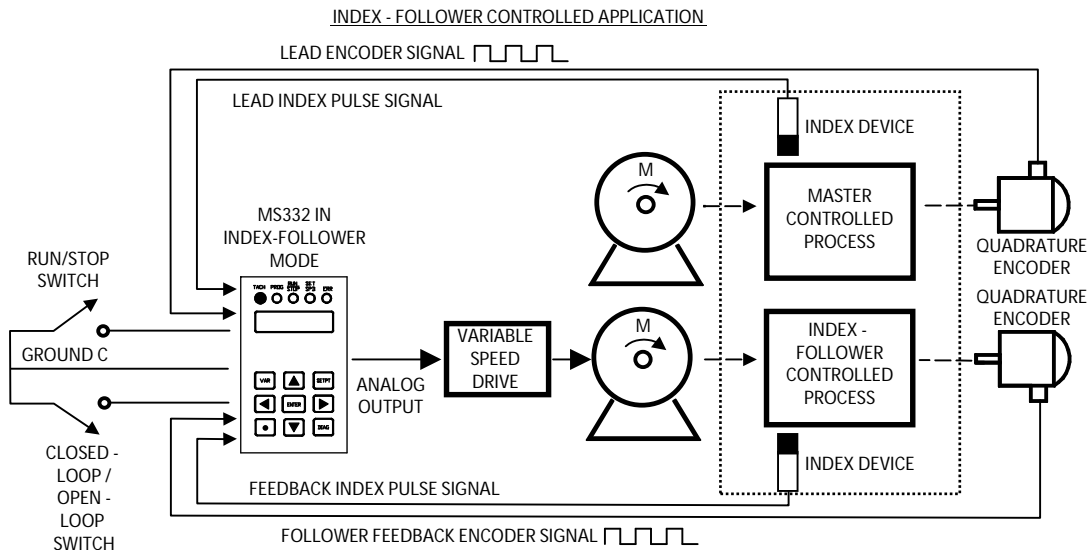 INDEX - FOLLOWER CONTROLLED APPLICATION
LEAD ENCODER SIGNAL
LEAD INDEX PULSE SIGNAL
INDEX DEVICE
M
MASTER
CONTROLLED
PROCESS
QUADRATURE
ENCODER
MS332 IN
INDEX-FOLLOWER
MODE
RUN/STOP
SWITCH
TACH PROG RUN STOP SET SPD ERR
GROUND C
VAR SETPT
ENTER
DIAG
ANALOG
OUTPUT
VARIABLE
SPEED
DRIVE
M
INDEX -
FOLLOWER
CONTROLLED
PROCESS
QUADRATURE
ENCODER
CLOSED -
LOOP /
OPEN -
LOOP
SWITCH
INDEX DEVICE
FEEDBACK INDEX PULSE SIGNAL
FOLLOWER FEEDBACK ENCODER SIGNAL